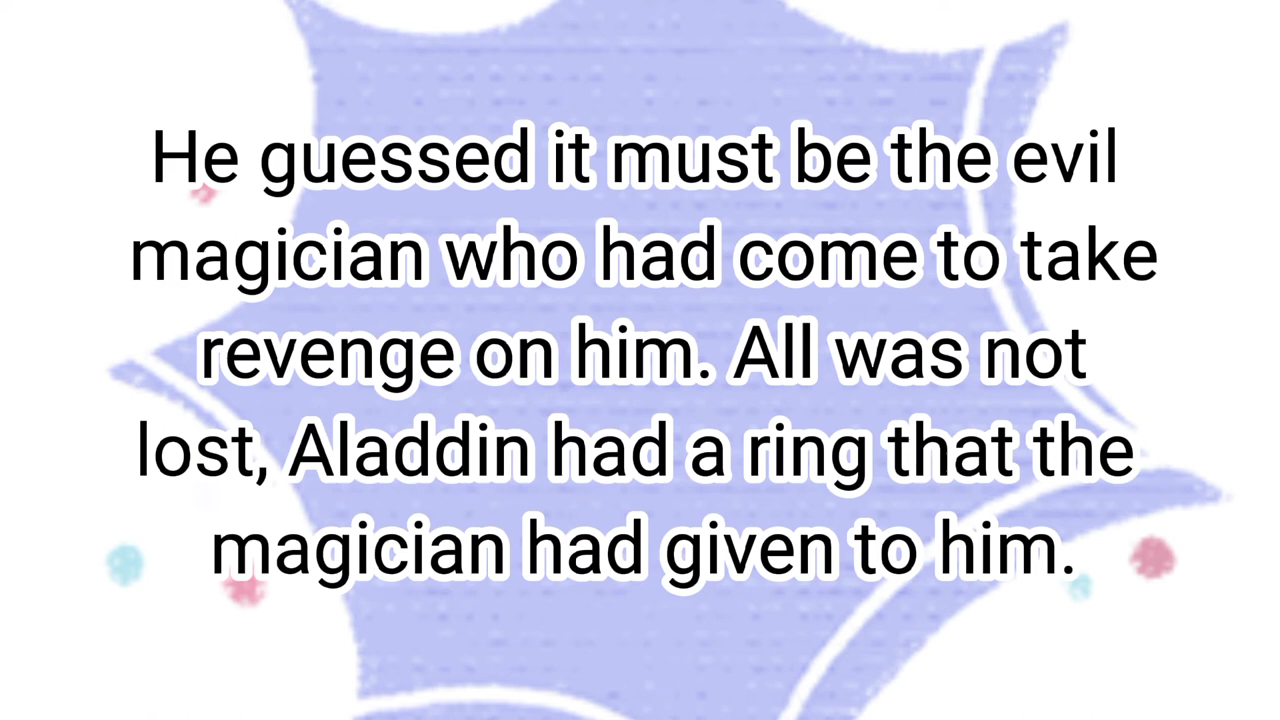 He guessed it must be the evil
magician who had come to take
revenge on him. All was not
lost, Aladdin had a ring that the
magician had given to him.